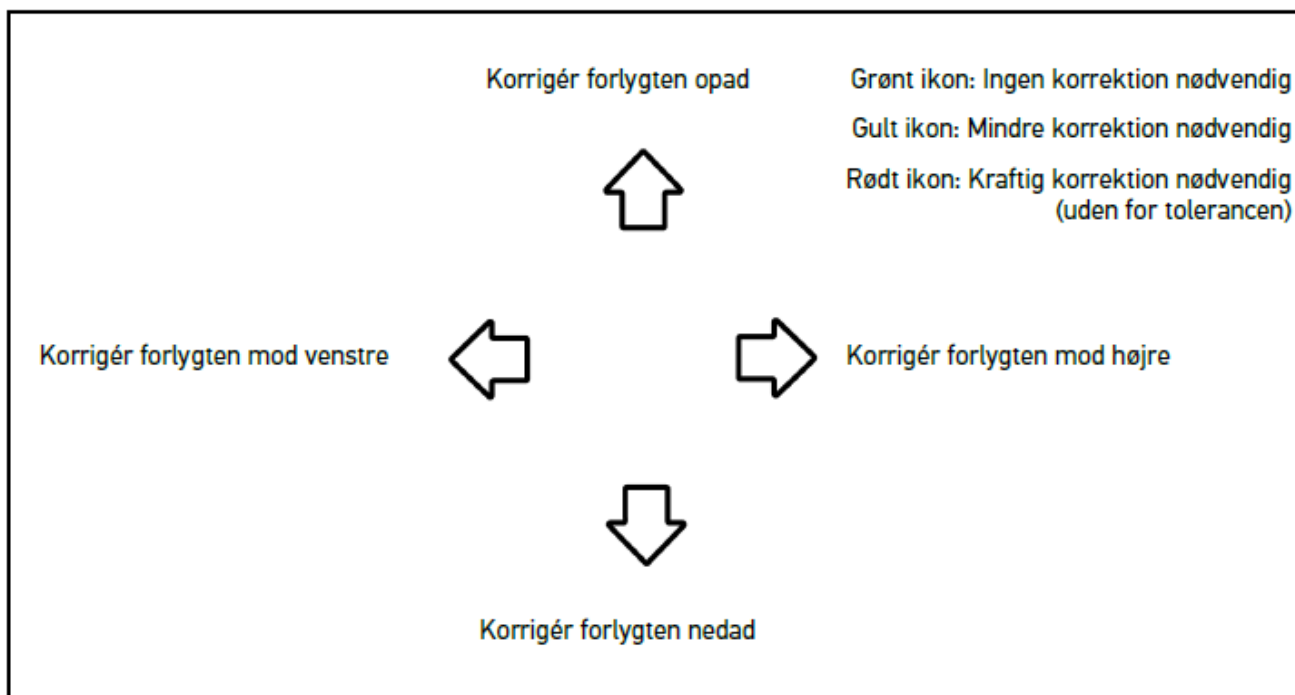 Korrigér forlygten opad
Grønt ikon: Ingen korrektion nødvendig
Gult ikon: Mindre korrektion nødvendig
Rødt ikon: Kraftig korrektion nødvendig
(uden for tolerancen)
Korrigér forlygten mod venstre
Korrigér forlygten mod højre
Korrigér forlygten nedad